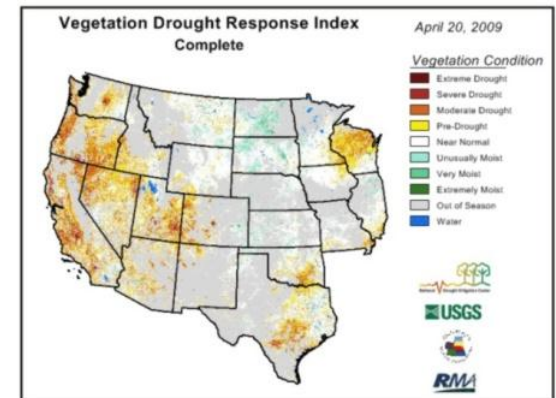 Vegetation Drought Response Index
Complete
April 20, 2009
Vegetation Condition
Extreme Drought
Severe Drought
Moderate Drought
Pre-Drought
Near Normal
Unusually Moist
Very Moist
Extremely Moist
Out of Season
Water
USGS
RMA